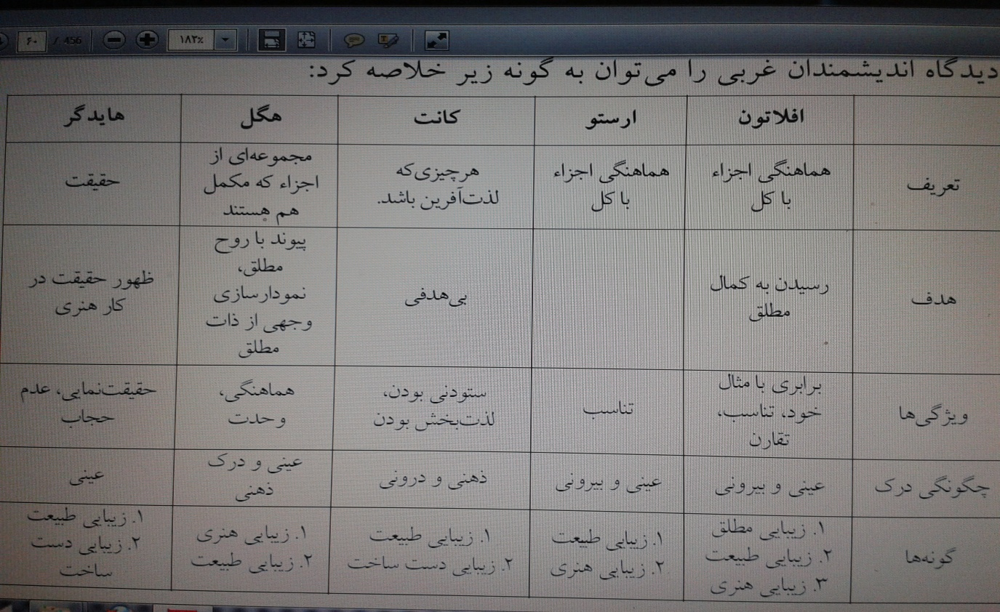 ۶۰ / 456 ۱۸۲٪
دیدگاه اندیشمندان غربی را می‌توان به گونه زیر خلاصه کرد:
افلاتون ارستو کانت هگل هایدگر
تعریف
هماهنگی اجزاء
با کل
هماهنگی اجزاء
با کل
هرچیزی‌که
لذت‌آفرین باشد.
مجموعه‌ای از
اجزاء که مکمل
هم هستند
حقیقت
هدف
رسیدن به کمال
مطلق
بی‌هدفی
پیوند با روح
مطلق،
نمودارسازی
وجهی از ذات
مطلق
ظهور حقیقت در
کار هنری
ویژگی‌ها
برابری با مثال
خود، تناسب،
تقارن
تناسب
ستودنی بودن،
لذت‌بخش بودن
هماهنگی،
وحدت
حقیقت‌نمایی، عدم
حجاب
چگونگی درک
عینی و بیرونی
عینی و بیرونی
ذهنی و درونی
عینی و درک
ذهنی
عینی
گونه‌ها
۱. زیبایی مطلق
۲. زیبایی طبیعت
۳. زیبایی هنری
۱. زیبایی طبیعت
۲. زیبایی هنری
۱. زیبایی طبیعت
۲. زیبایی دست ساخت
۱. زیبایی هنری
۲. زیبایی طبیعت
۱. زیبایی طبیعت
۲. زیبایی دست
ساخت